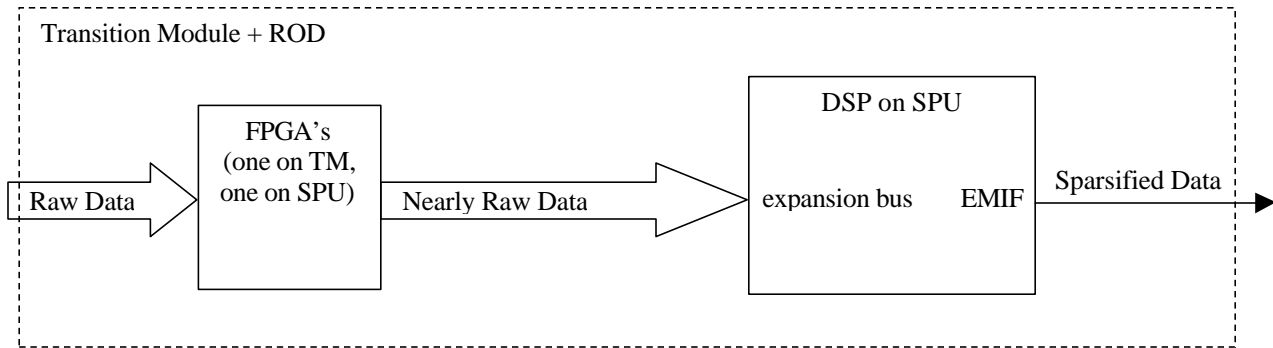 Transition Module + ROD
FPGA's
(one on TM,
one on SPU)
DSP on SPU
Raw Data
Nearly Raw Data
expansion bus
EMIF
Sparsified Data